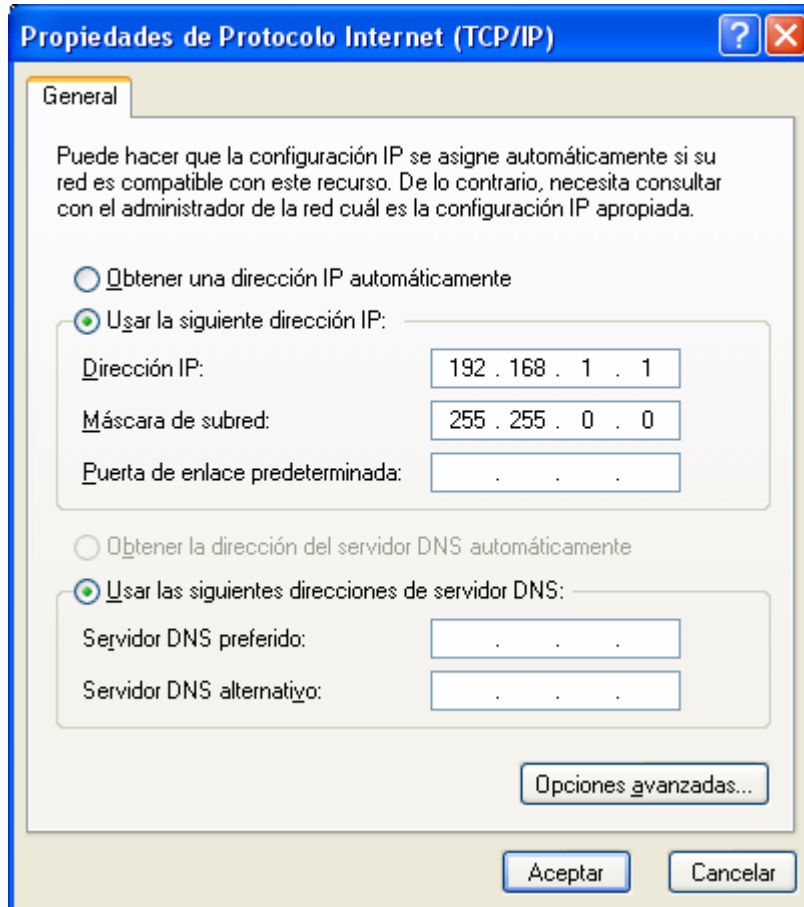 Propiedades de Protocolo Internet (TCP/IP)
General
Puede hacer que la configuración IP se asigne automáticamente si su
red es compatible con este recurso. De lo contrario, necesita consultar
con el administrador de la red cuál es la configuración IP apropiada.
Obtener una dirección IP automáticamente
Usar la siguiente dirección IP:
Dirección IP: 192 . 168 . 1 . 1
Máscara de subred: 255 . 255 . 0 . 0
Puerta de enlace predeterminada: . . .
Obtener la dirección del servidor DNS automáticamente
Usar las siguientes direcciones de servidor DNS:
Servidor DNS preferido: . . .
Servidor DNS alternativo: . . .
Opciones avanzadas...
Aceptar Cancelar